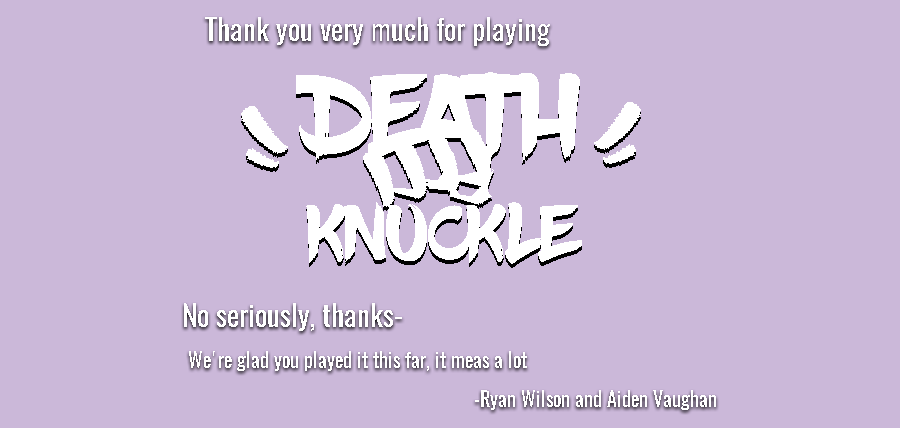 Thank you very much for playing
DEATH
KNUCKLE
No seriously, thanks-
We're glad you played it this far, it meas a lot
-Ryan Wilson and Aiden Vaughan